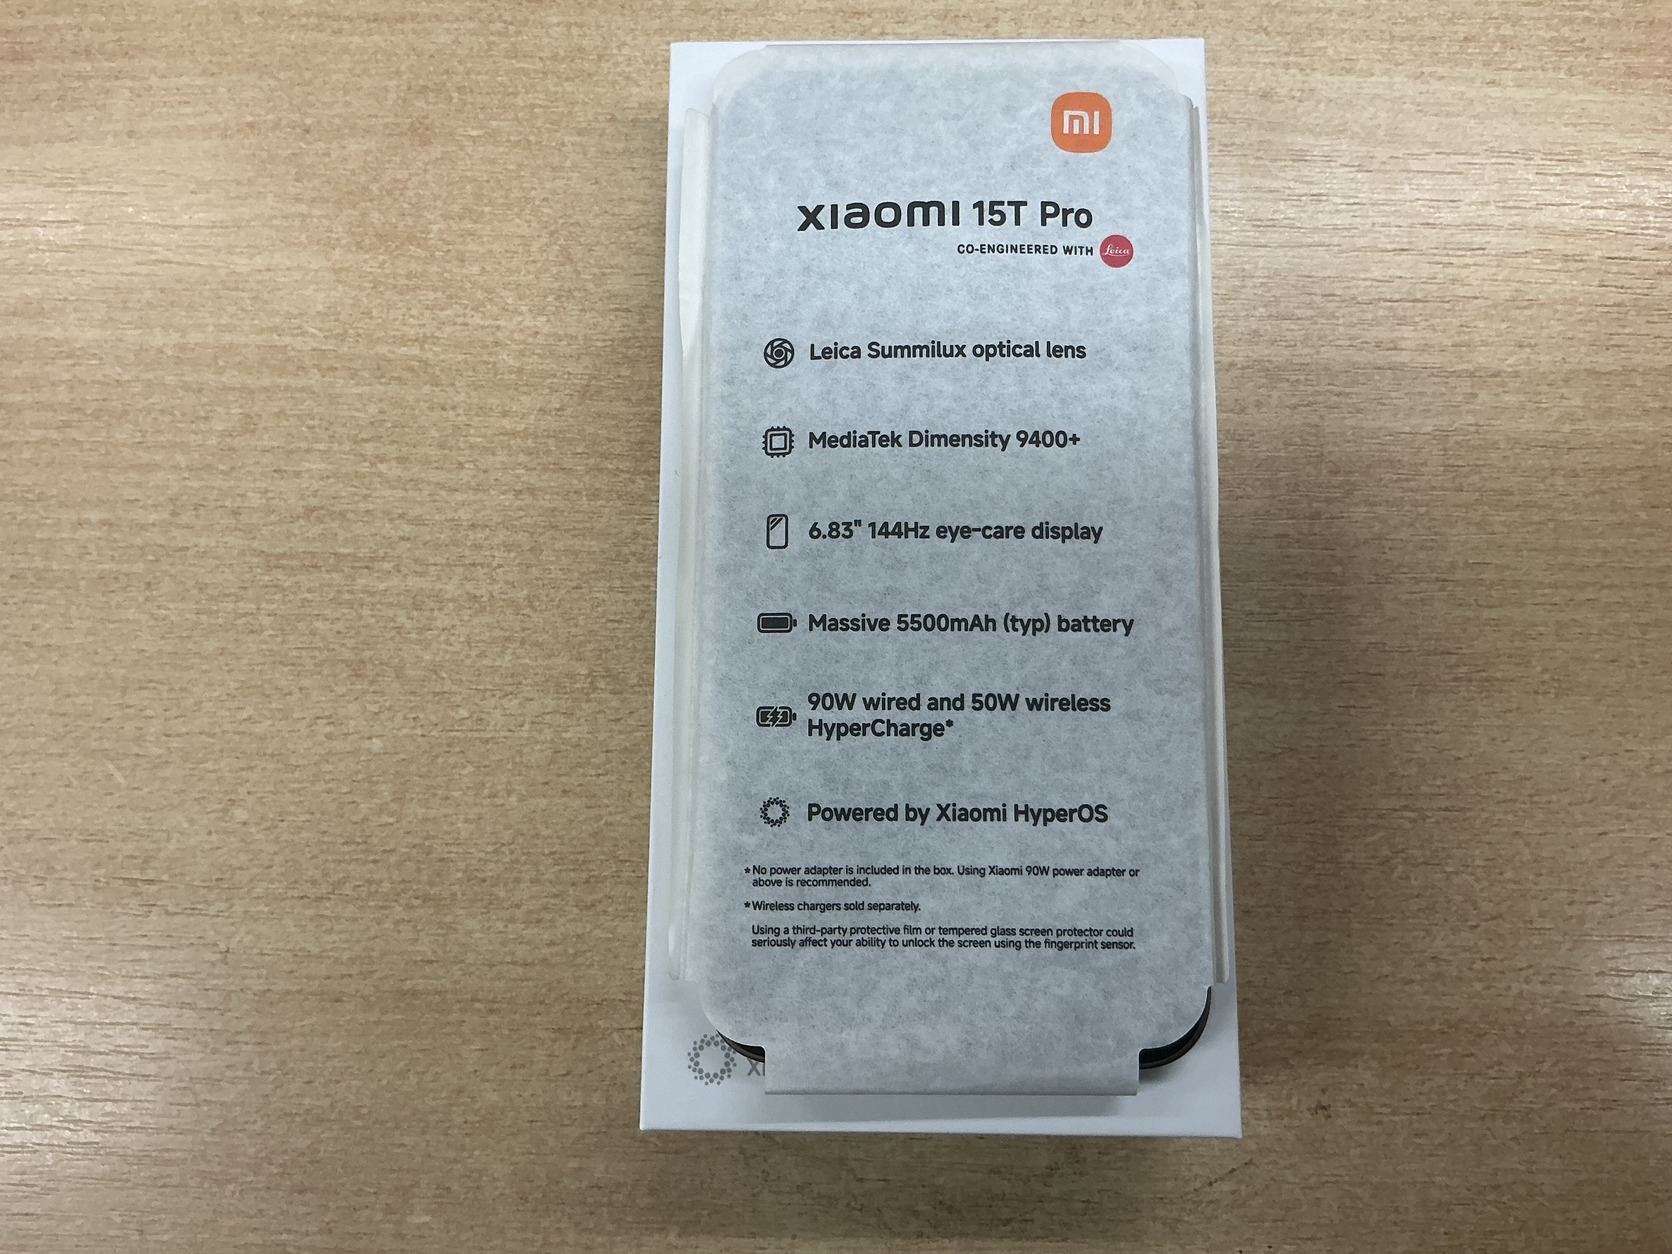 mi
xiaomi 15T Pro
CO-ENGINEERED WITH Leica
Leica Summilux optical lens
MediaTek Dimensity 9400+
6.83" 144Hz eye-care display
Massive 5500mAh (typ) battery
90W wired and 50W wireless
HyperCharge*
Powered by Xiaomi HyperOS
* No power adapter is included in the box. Using Xiaomi 90W power adapter or
above is recommended.
* Wireless chargers sold separately.
Using a third-party protective film or tempered glass screen protector could
seriously affect your ability to unlock the screen using the fingerprint sensor.